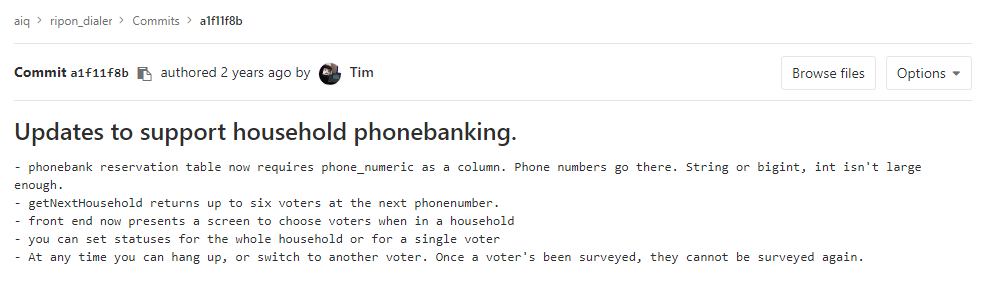 aiq > ripon_dialer > Commits > a1f11f8b
Commit a1f11f8b authored 2 years ago by Tim
Browse files
Options
Updates to support household phonebanking.
- phonebank reservation table now requires phone_numeric as a column. Phone numbers go there. String or bigint, int isn't large
enough.
- getNextHousehold returns up to six voters at the next phonenumber.
- front end now presents a screen to choose voters when in a household
- you can set statuses for the whole household or for a single voter
- At any time you can hang up, or switch to another voter. Once a voter's been surveyed, they cannot be surveyed again.